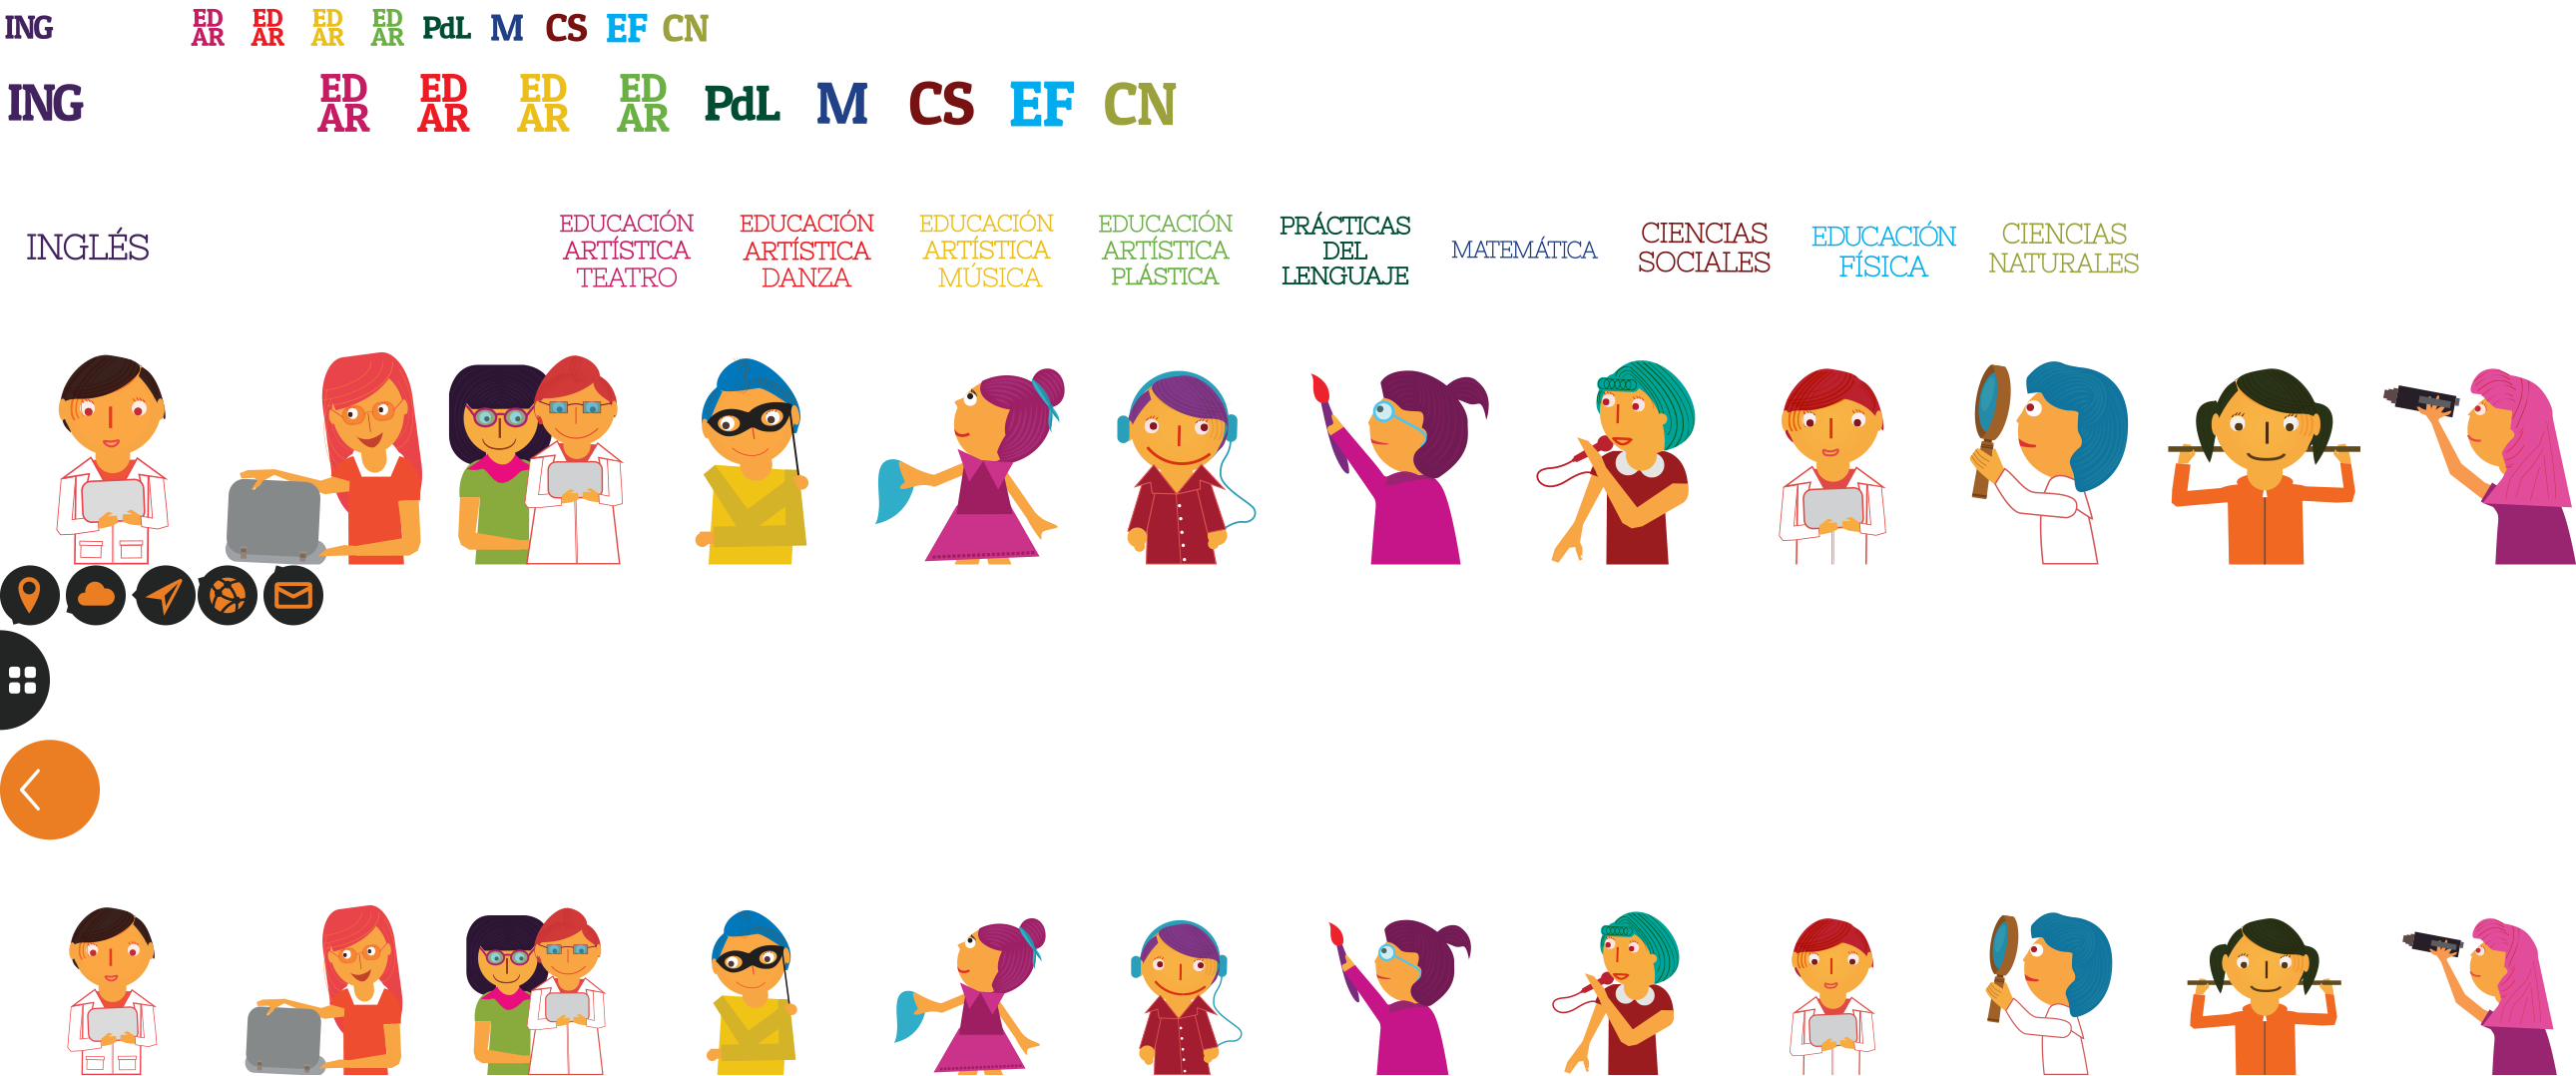 ING ED AR ED AR ED AR ED AR PdL M CS EF CN
ING ED AR ED AR ED AR ED AR PdL M CS EF CN
INGLÉS
EDUCACIÓN
ARTÍSTICA
TEATRO
EDUCACIÓN
ARTÍSTICA
DANZA
EDUCACIÓN
ARTÍSTICA
MÚSICA
EDUCACIÓN
ARTÍSTICA
PLÁSTICA
PRÁCTICAS
DEL
LENGUAJE
MATEMÁTICA
CIENCIAS
SOCIALES
EDUCACIÓN
FÍSICA
CIENCIAS
NATURALES